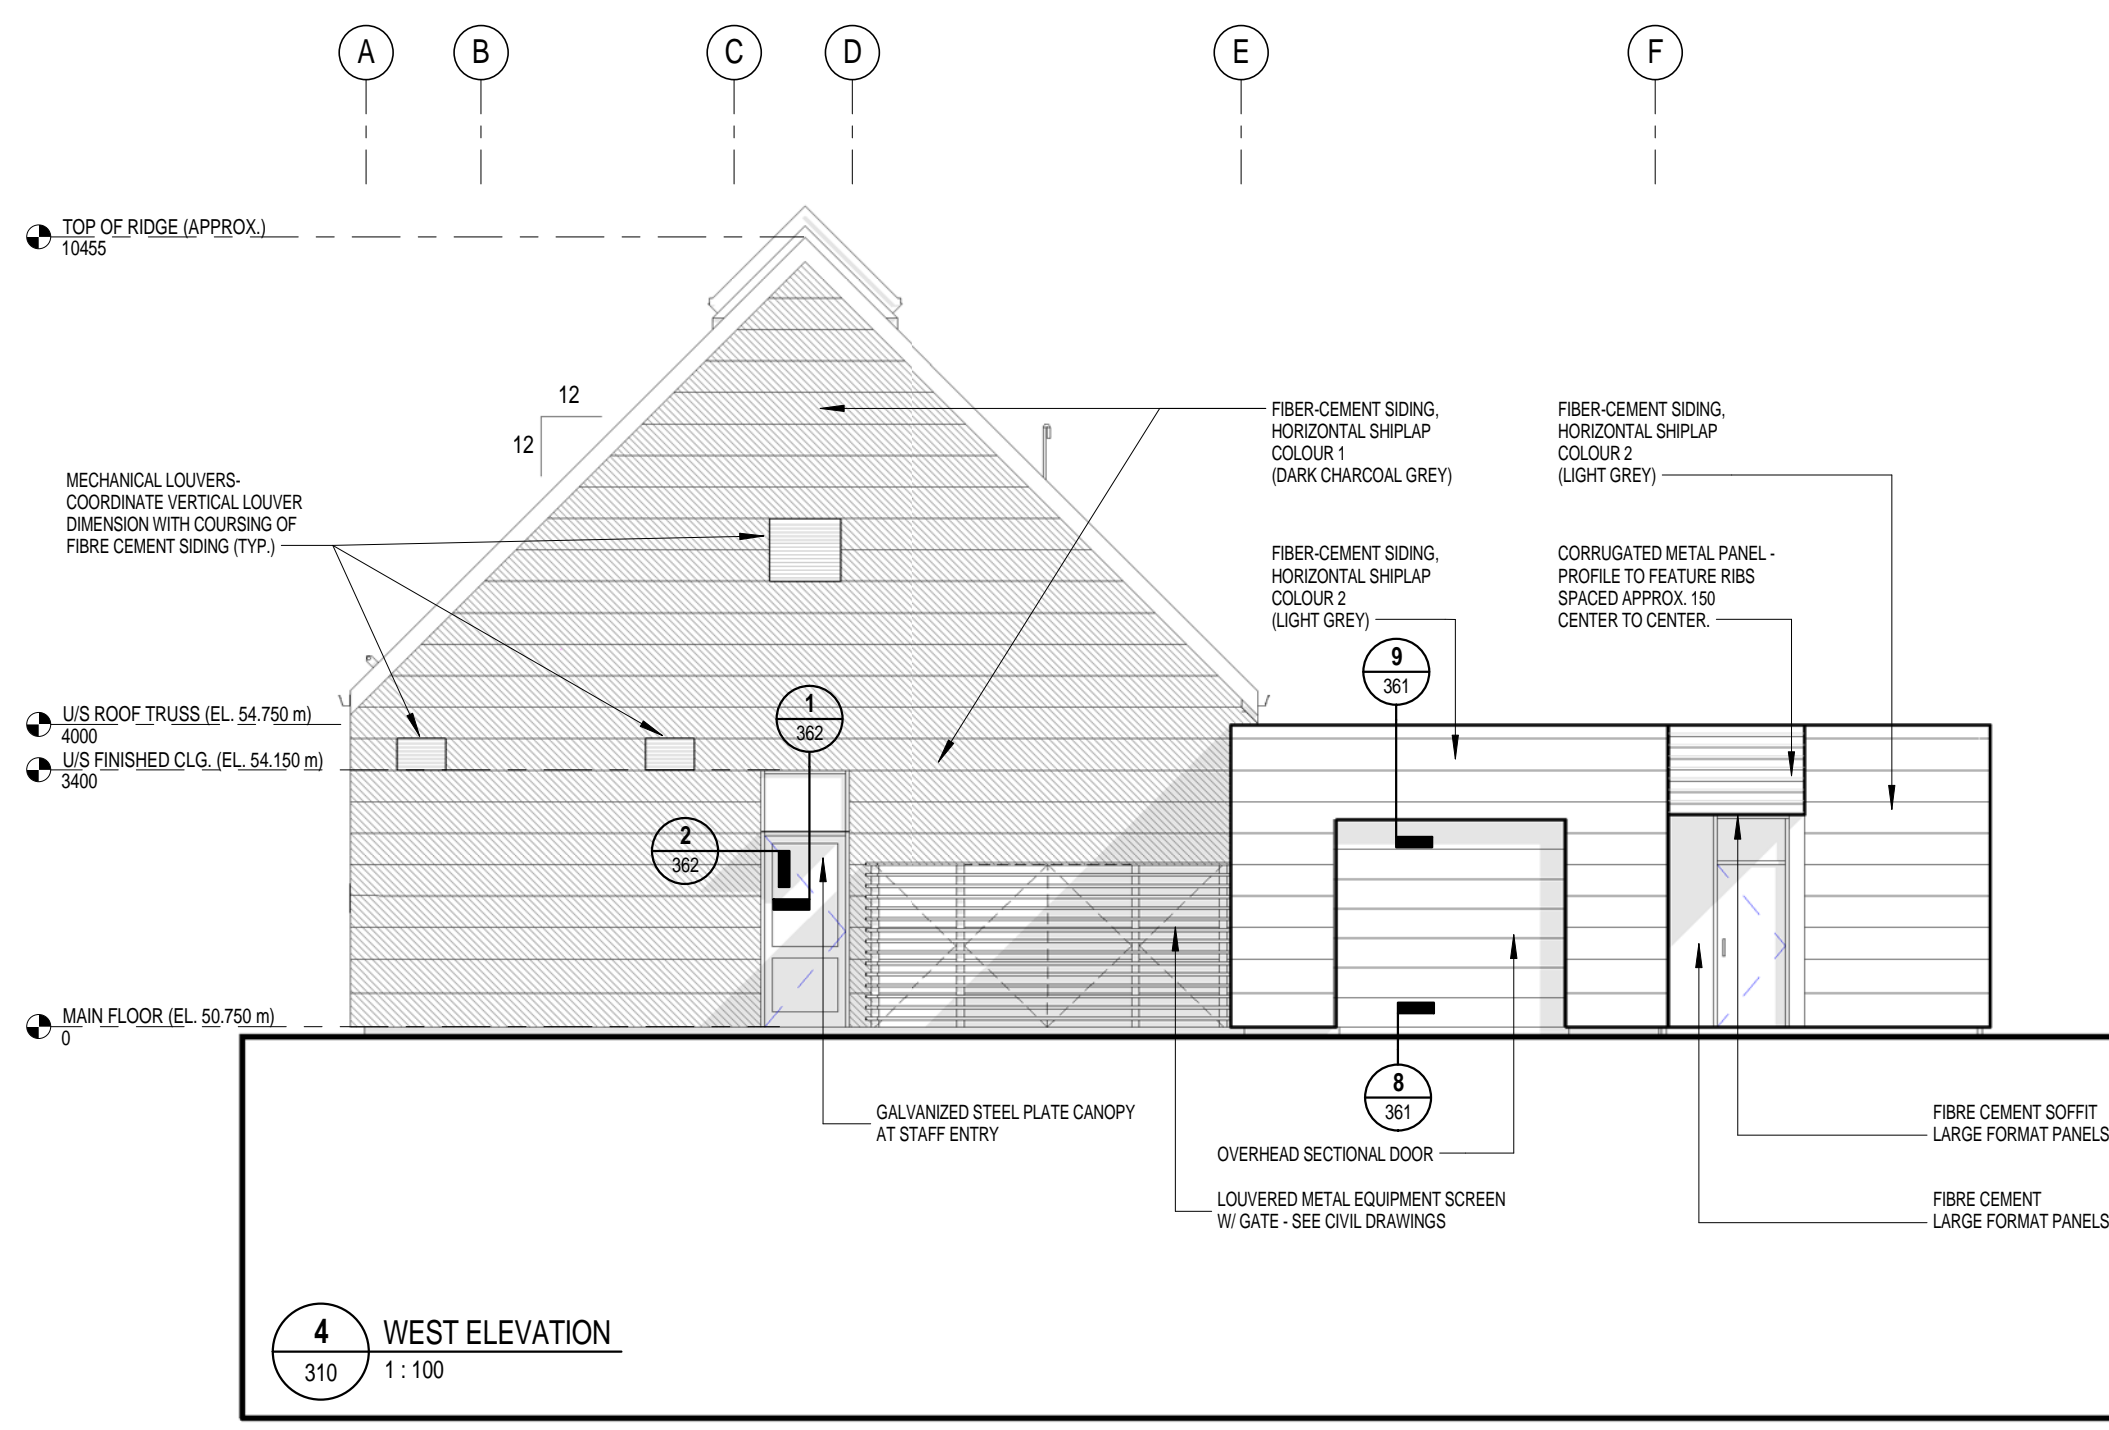 A
B
C
D
E
F
TOP OF RIDGE (APPROX.)
10455
12
12
MECHANICAL LOUVERS-
COORDINATE VERTICAL LOUVER
DIMENSION WITH COURSING OF
FIBRE CEMENT SIDING (TYP.)
FIBER-CEMENT SIDING,
HORIZONTAL SHIPLAP
COLOUR 1
(DARK CHARCOAL GREY)
FIBER-CEMENT SIDING,
HORIZONTAL SHIPLAP
COLOUR 2
(LIGHT GREY)
FIBER-CEMENT SIDING,
HORIZONTAL SHIPLAP
COLOUR 2
(LIGHT GREY)
CORRUGATED METAL PANEL -
PROFILE TO FEATURE RIBS
SPACED APPROX. 150
CENTER TO CENTER.
9
361
1
362
U/S ROOF TRUSS (EL. 54.750 m)
4000
U/S FINISHED CLG. (EL. 54.150 m)
3400
2
362
MAIN FLOOR (EL. 50.750 m)
0
8
361
GALVANIZED STEEL PLATE CANOPY
AT STAFF ENTRY
OVERHEAD SECTIONAL DOOR
LOUVERED METAL EQUIPMENT SCREEN
W/ GATE - SEE CIVIL DRAWINGS
FIBRE CEMENT SOFFIT
LARGE FORMAT PANELS
FIBRE CEMENT
LARGE FORMAT PANELS
4
310
WEST ELEVATION
1 : 100